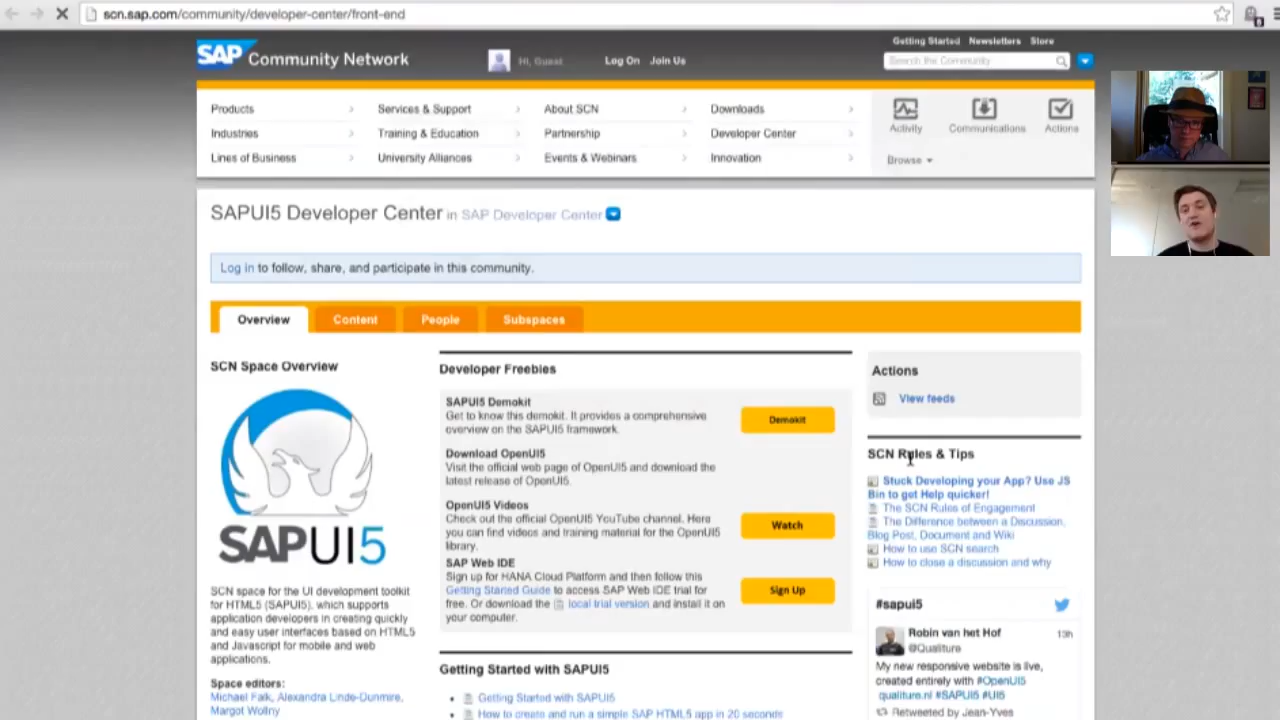 scn.sap.com/community/developer-center/front-end
Getting Started Newsletters Store
SAP Community Network
Hi, Guest
Log On Join Us
Search the Community
Products
Services & Support
About SCN
Downloads
Industries
Training & Education
Partnership
Developer Center
Lines of Business
University Alliances
Events & Webinars
Innovation
Activity
Communications
Actions
Browse
SAPUI5 Developer Center in SAP Developer Center
Log in to follow, share, and participate in this community.
Overview
Content
People
Subspaces
SCN Space Overview
SAPUI5
SCN space for the UI development toolkit
for HTML5 (SAPUI5), which supports
application developers in creating quickly
and easy user interfaces based on HTML5
and Javascript for mobile and web
applications.
Space editors:
Michael Falk, Alexandra Linde-Dunmire,
Margot Wollny
Developer Freebies
SAPUI5 Demokit
Get to know this demokit. It provides a comprehensive
overview on the SAPUI5 framework.
Demokit
Download OpenUI5
Visit the official web page of OpenUI5 and download the
latest release of OpenUI5.
OpenUI5 Videos
Check out the official OpenUI5 YouTube channel. Here
you can find videos and training material for the OpenUI5
library.
Watch
SAP Web IDE
Sign up for HANA Cloud Platform and then follow this
Getting Started Guide to access SAP Web IDE trial for
free. Or download the local trial version and install it on
your computer.
Sign Up
Getting Started with SAPUI5
Getting Started with SAPUI5
How to create and run a simple SAP HTML5 app in 20 seconds
Actions
View feeds
SCN Rules & Tips
Stuck Developing your App? Use JS
Bin to get Help quicker!
The SCN Rules of Engagement
The Difference between a Discussion,
Blog Post, Document and Wiki
How to use SCN search
How to close a discussion and why
#sapui5
Robin van het Hof
13h
@Qualiture
My new responsive website is live,
created entirely with #OpenUI5
qualiture.nl #SAPUI5 #UI5
Retweeted by Jean-Yves